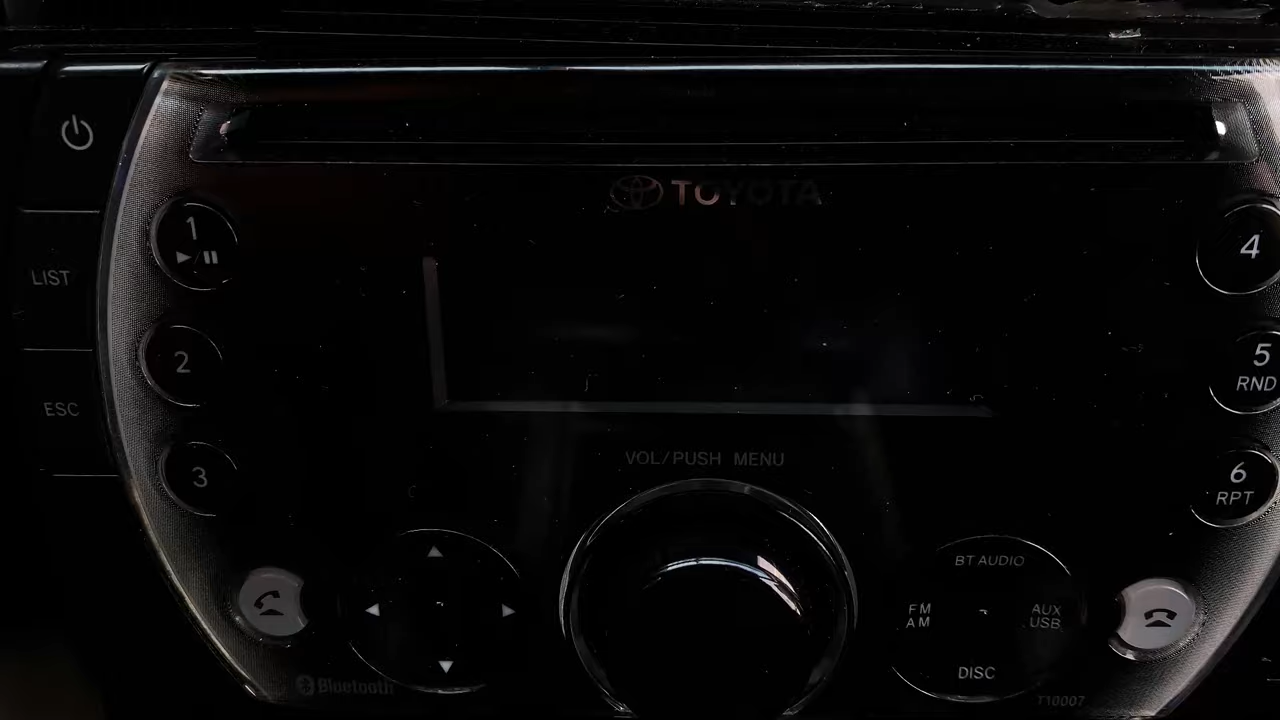 TOYOTA
1
4
LIST
2
5
RND
ESC
3
VOL/PUSH MENU
6
RPT
BT AUDIO
FM
AM
AUX
USB
DISC
Bluetooth
T10007